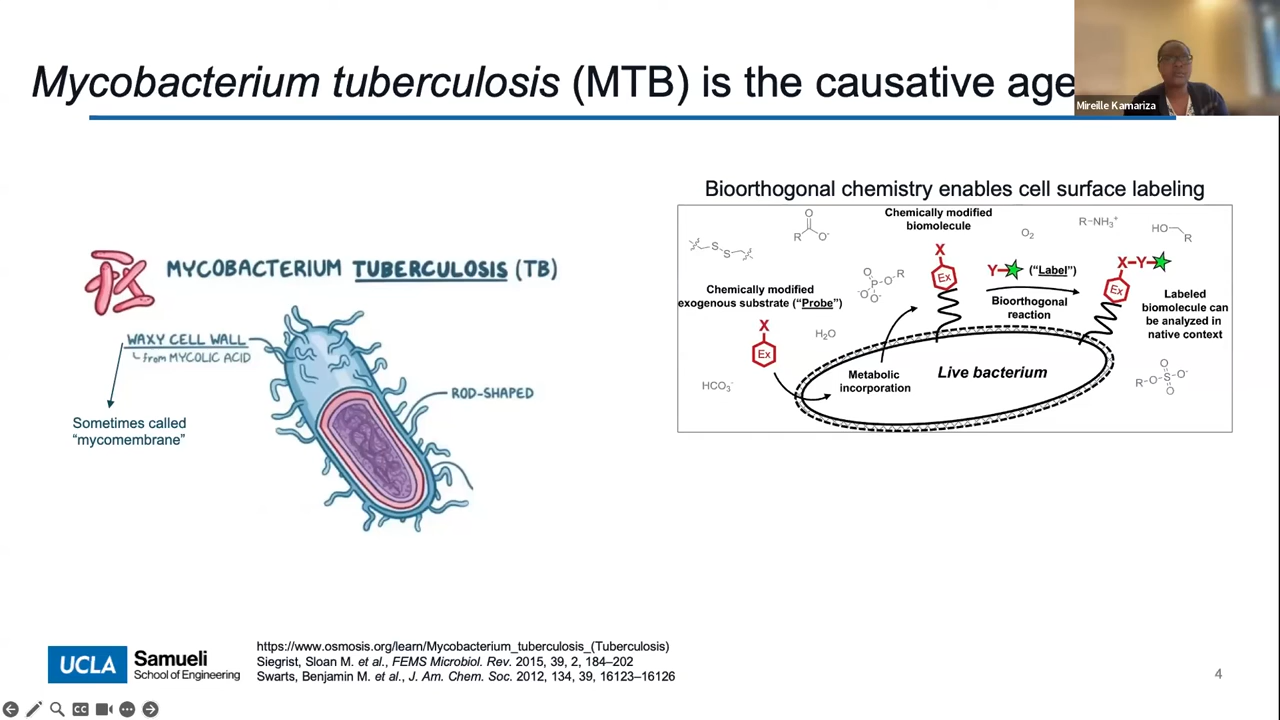 Mycobacterium tuberculosis (MTB) is the causative age
Mireille Kamariza
Bioorthogonal chemistry enables cell surface labeling
MYCOBACTERIUM TUBERCULOSIS (TB)
WAXY CELL WALL
from MYCOLIC ACID
ROD-SHAPED
Sometimes called
“mycomembrane”
S
S
O
R
O-
Chemically modified
biomolecule
X
Ex
O2
R-NH3+
HO
R
Chemically modified
exogenous substrate (“Probe”)
X
Ex
H2O
HCO3-
O
-O
P
O
R
O-
Y
(“Label”)
Bioorthogonal
reaction
X-Y
Ex
Labeled
biomolecule can
be analyzed in
native context
Metabolic
incorporation
Live bacterium
O
R-O-S-O-
O
UCLA
Samueli
School of Engineering
https://www.osmosis.org/learn/Mycobacterium_tuberculosis_(Tuberculosis)
Siegrist, Sloan M. et al., FEMS Microbiol. Rev. 2015, 39, 2, 184–202
Swarts, Benjamin M. et al., J. Am. Chem. Soc. 2012, 134, 39, 16123–16126
4
CC